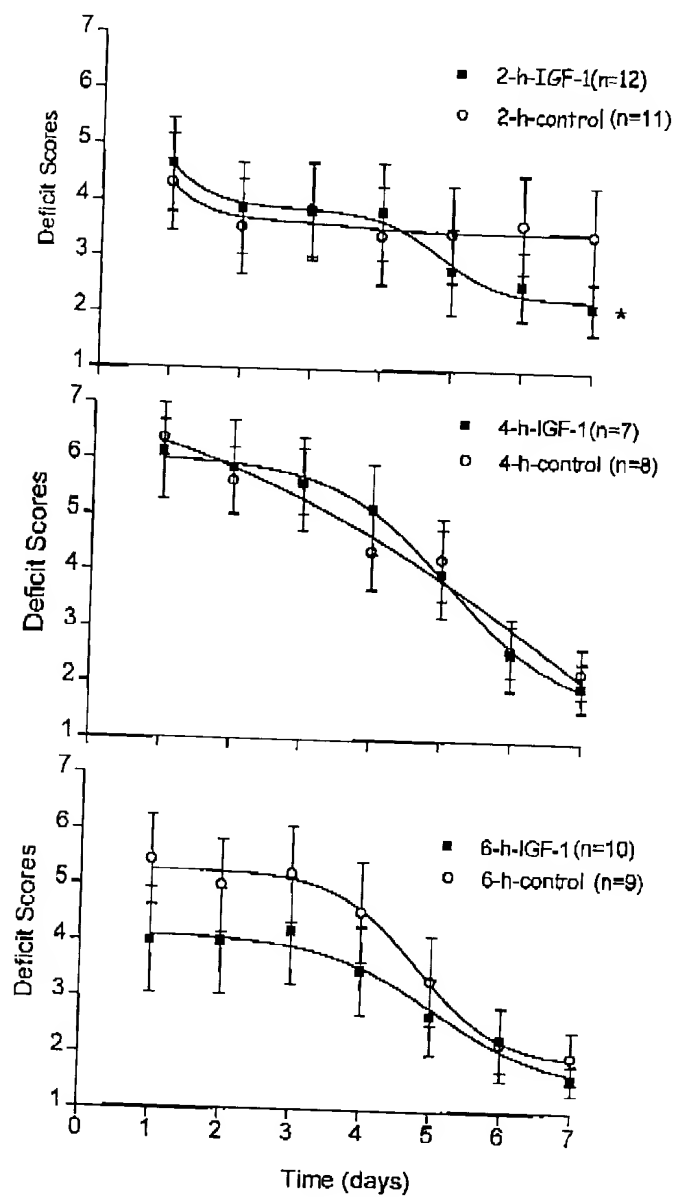 7
6
5
4
3
2
1
Deficit Scores
2-h-IGF-1(n=12)
2-h-control (n=11)
*
7
6
5
4
3
2
1
Deficit Scores
4-h-IGF-1(n=7)
4-h-control (n=8)
7
6
5
4
3
2
1
Deficit Scores
6-h-IGF-1(n=10)
6-h-control (n=9)
0 1 2 3 4 5 6 7
Time (days)